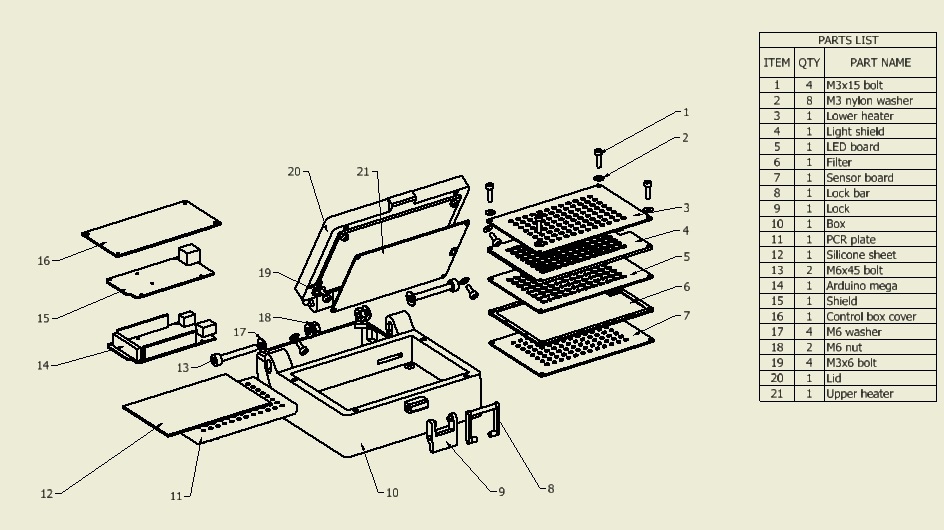 PARTS LIST
ITEM QTY PART NAME
1 4 M3x15 bolt
2 8 M3 nylon washer
3 1 Lower heater
4 1 Light shield
5 1 LED board
6 1 Filter
7 1 Sensor board
8 1 Lock bar
9 1 Lock
10 1 Box
11 1 PCR plate
12 1 Silicone sheet
13 2 M6x45 bolt
14 1 Arduino mega
15 1 Shield
16 1 Control box cover
17 4 M6 washer
18 2 M6 nut
19 4 M3x6 bolt
20 1 Lid
21 1 Upper heater
1
2
20
21
3
4
16
5
19
6
15
18
7
17
14
13
12
11
10
9
8